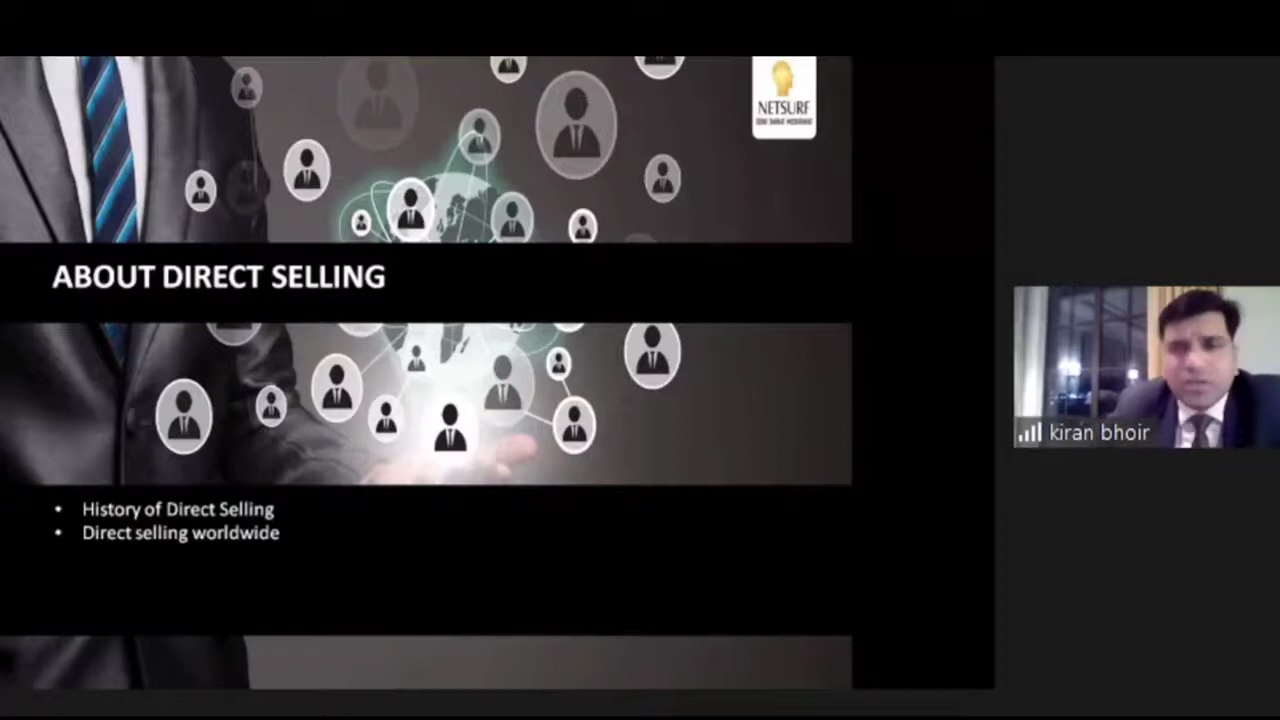 NETSURF
ABOUT DIRECT SELLING
• History of Direct Selling
• Direct selling worldwide
kiran bhoir